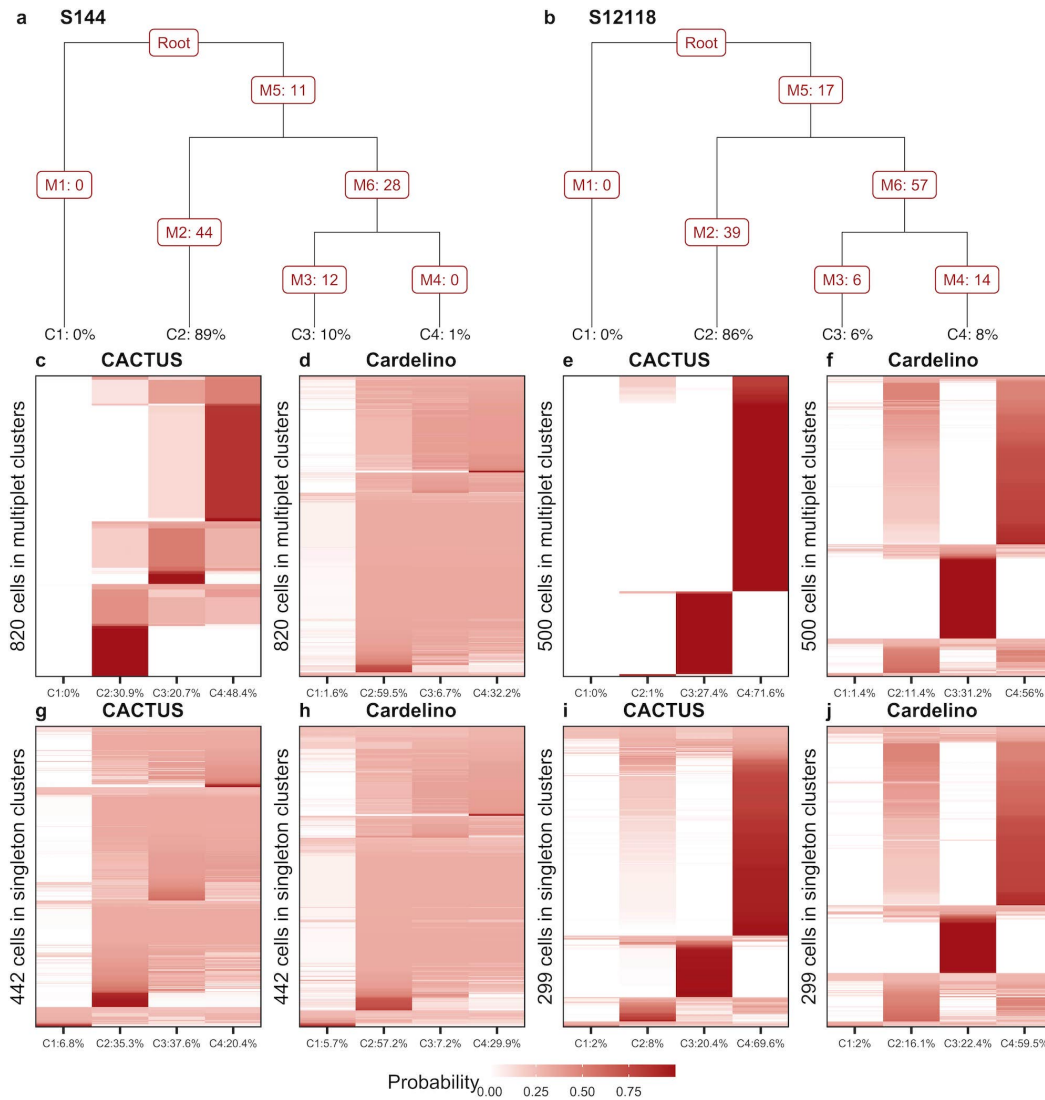 a S144
b S12118
Root
Root
M5: 11
M5: 17
M1: 0
M6: 28
M1: 0
M6: 57
M2: 44
M2: 39
M3: 12
M4: 0
M3: 6
M4: 14
C1: 0%
C2: 89%
C3: 10%
C4: 1%
C1: 0%
C2: 86%
C3: 6%
C4: 8%
c CACTUS
820 cells in multiplet clusters
C1:0% C2:30.9% C3:20.7% C4:48.4%
d Cardelino
820 cells in multiplet clusters
C1:1.6% C2:59.5% C3:6.7% C4:32.2%
e CACTUS
500 cells in multiplet clusters
C1:0% C2:1% C3:27.4% C4:71.6%
f Cardelino
500 cells in multiplet clusters
C1:1.4% C2:11.4% C3:31.2% C4:56%
g CACTUS
442 cells in singleton clusters
C1:6.8% C2:35.3% C3:37.6% C4:20.4%
h Cardelino
442 cells in singleton clusters
C1:5.7% C2:57.2% C3:7.2% C4:29.9%
i CACTUS
299 cells in singleton clusters
C1:2% C2:8% C3:20.4% C4:69.6%
j Cardelino
299 cells in singleton clusters
C1:2% C2:16.1% C3:22.4% C4:59.5%
Probability
0.00 0.25 0.50 0.75